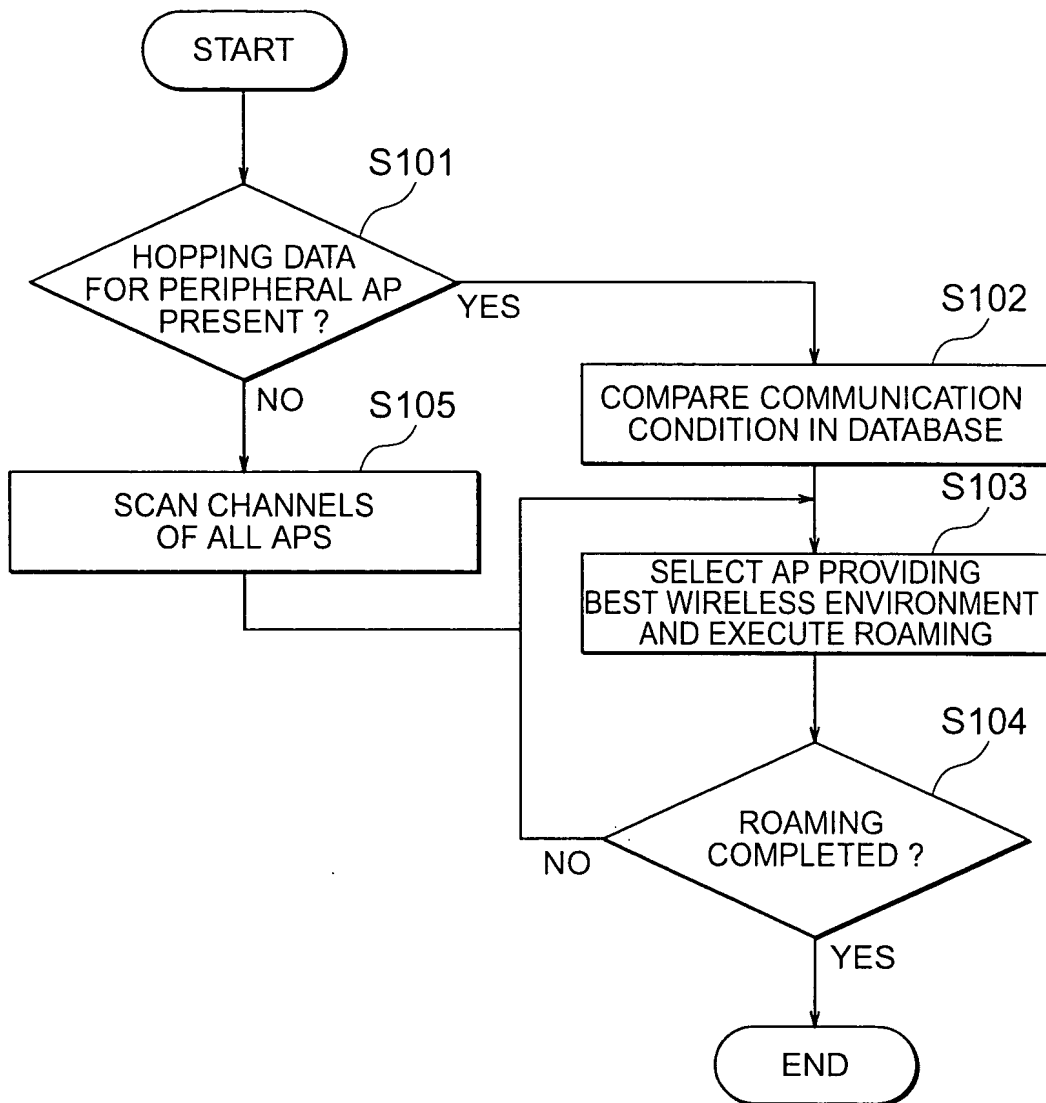 START
S101
HOPPING DATA
FOR PERIPHERAL AP
PRESENT ?
YES
NO
S102
COMPARE COMMUNICATION
CONDITION IN DATABASE
S105
SCAN CHANNELS
OF ALL APS
S103
SELECT AP PROVIDING
BEST WIRELESS ENVIRONMENT
AND EXECUTE ROAMING
S104
ROAMING
COMPLETED ?
NO
YES
END